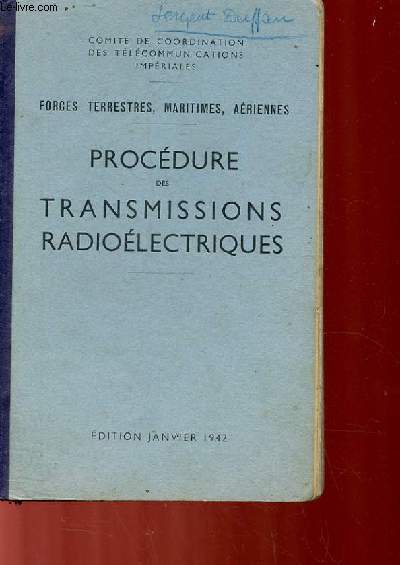 Le-livre.com
Sergent
COMITÉ DE COORDINATION
DES TÉLÉCOMMUNICATIONS
IMPÉRIALES
FORCES TERRESTRES, MARITIMES, AÉRIENNES
PROCÉDURE
DES
TRANSMISSIONS
RADIOÉLECTRIQUES
ÉDITION JANVIER 1942